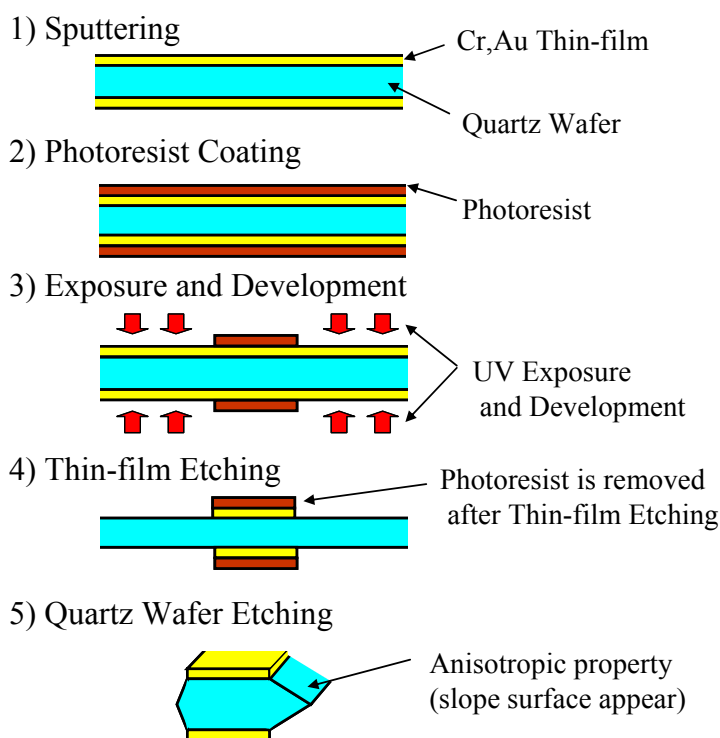 1) Sputtering
Cr,Au Thin-film
Quartz Wafer
2) Photoresist Coating
Photoresist
3) Exposure and Development
UV Exposure
and Development
4) Thin-film Etching
Photoresist is removed
after Thin-film Etching
5) Quartz Wafer Etching
Anisotropic property
(slope surface appear)